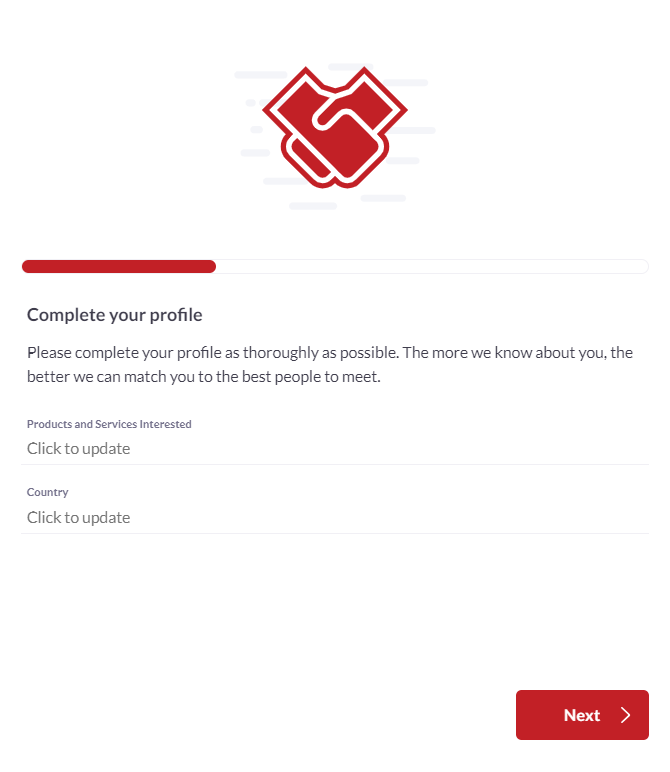 Complete your profile
Please complete your profile as thoroughly as possible. The more we know about you, the
better we can match you to the best people to meet.
Products and Services Interested
Click to update
Country
Click to update
Next